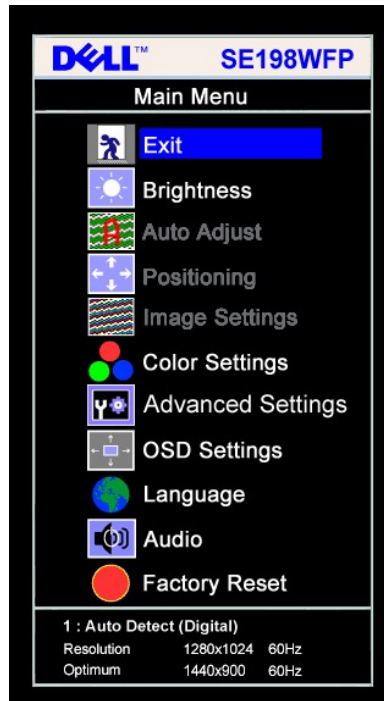 DELL™ SE198WFP
Main Menu
Exit
Brightness
Auto Adjust
Positioning
Image Settings
Color Settings
Advanced Settings
OSD Settings
Language
Audio
Factory Reset
1 : Auto Detect (Digital)
Resolution 1280x1024 60Hz
Optimum 1440x900 60Hz